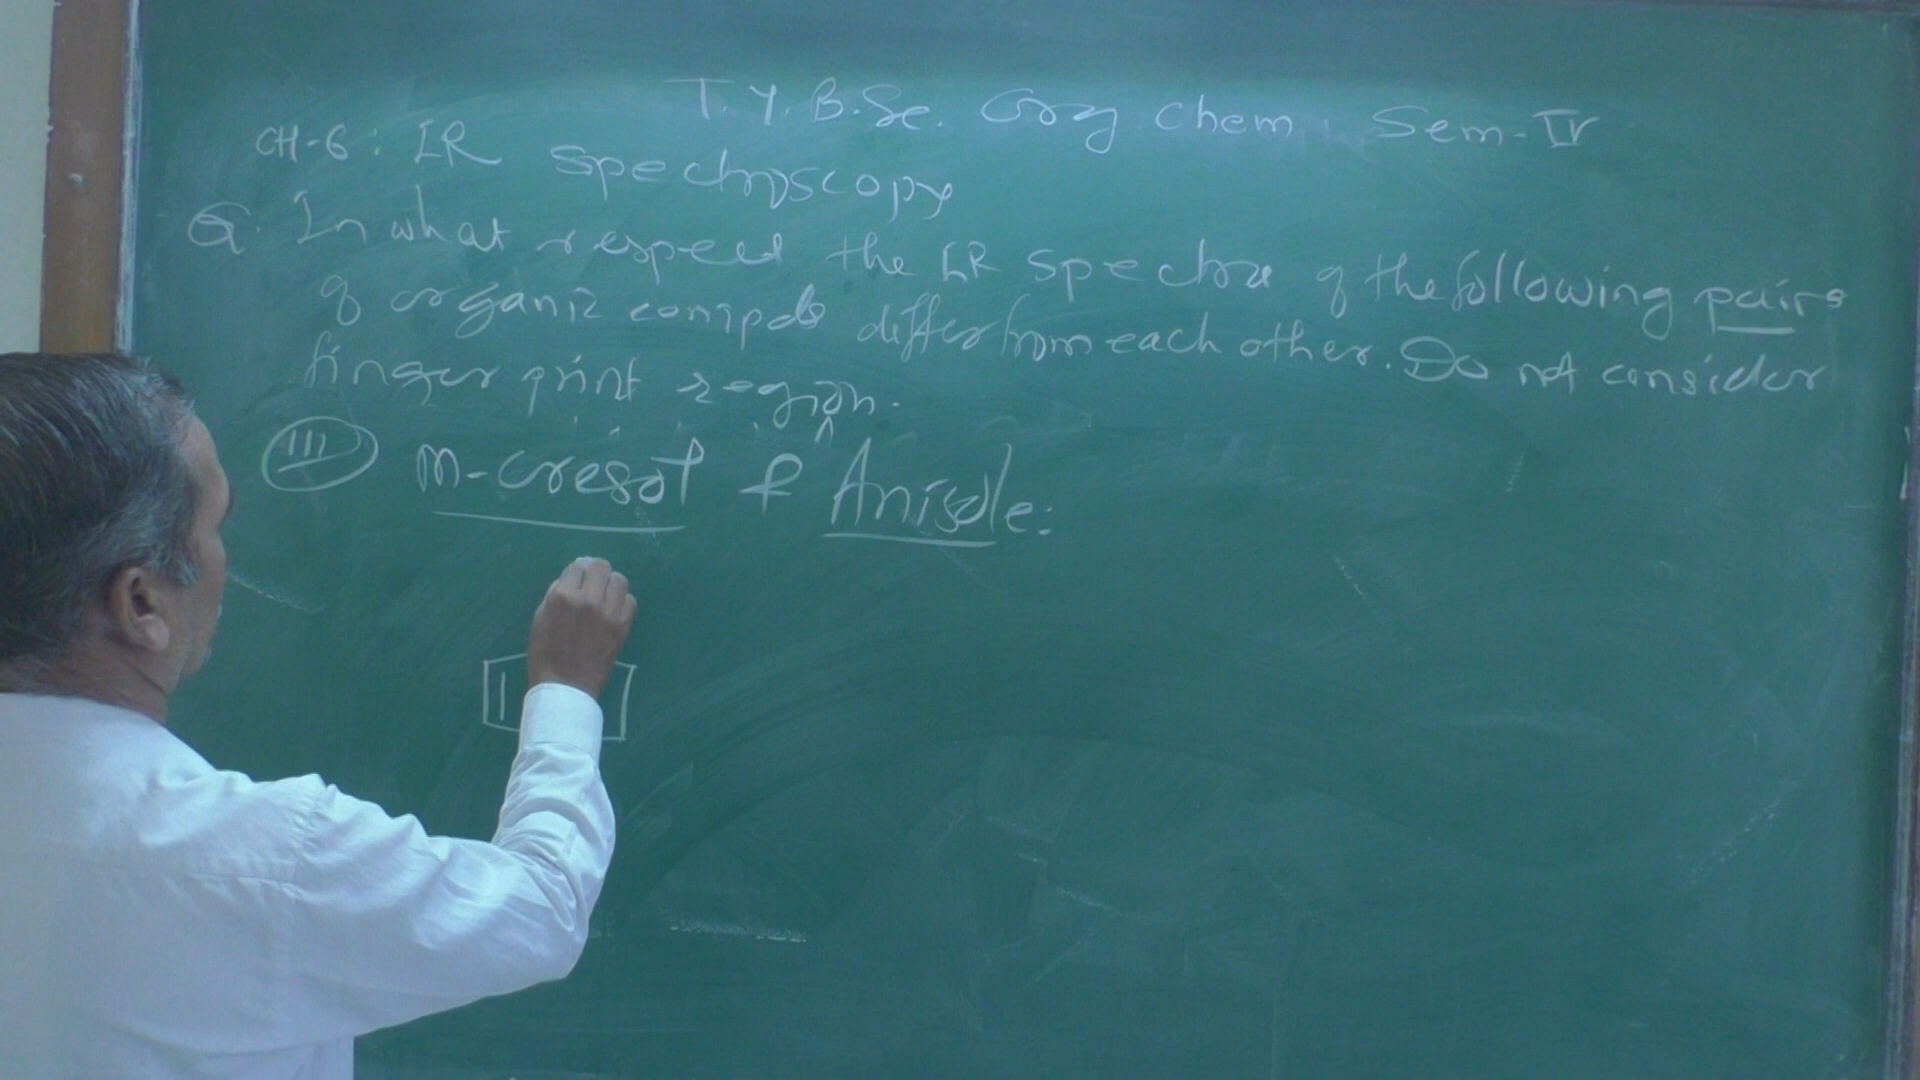 T.Y.B.Sc. Org Chem Sem-IV
CH-6: IR Spectroscopy
Q. In what respect the IR spectra of the following pairs
of organic compds differ from each other. Do not consider
finger print region.
III m-cresol & Anisole: